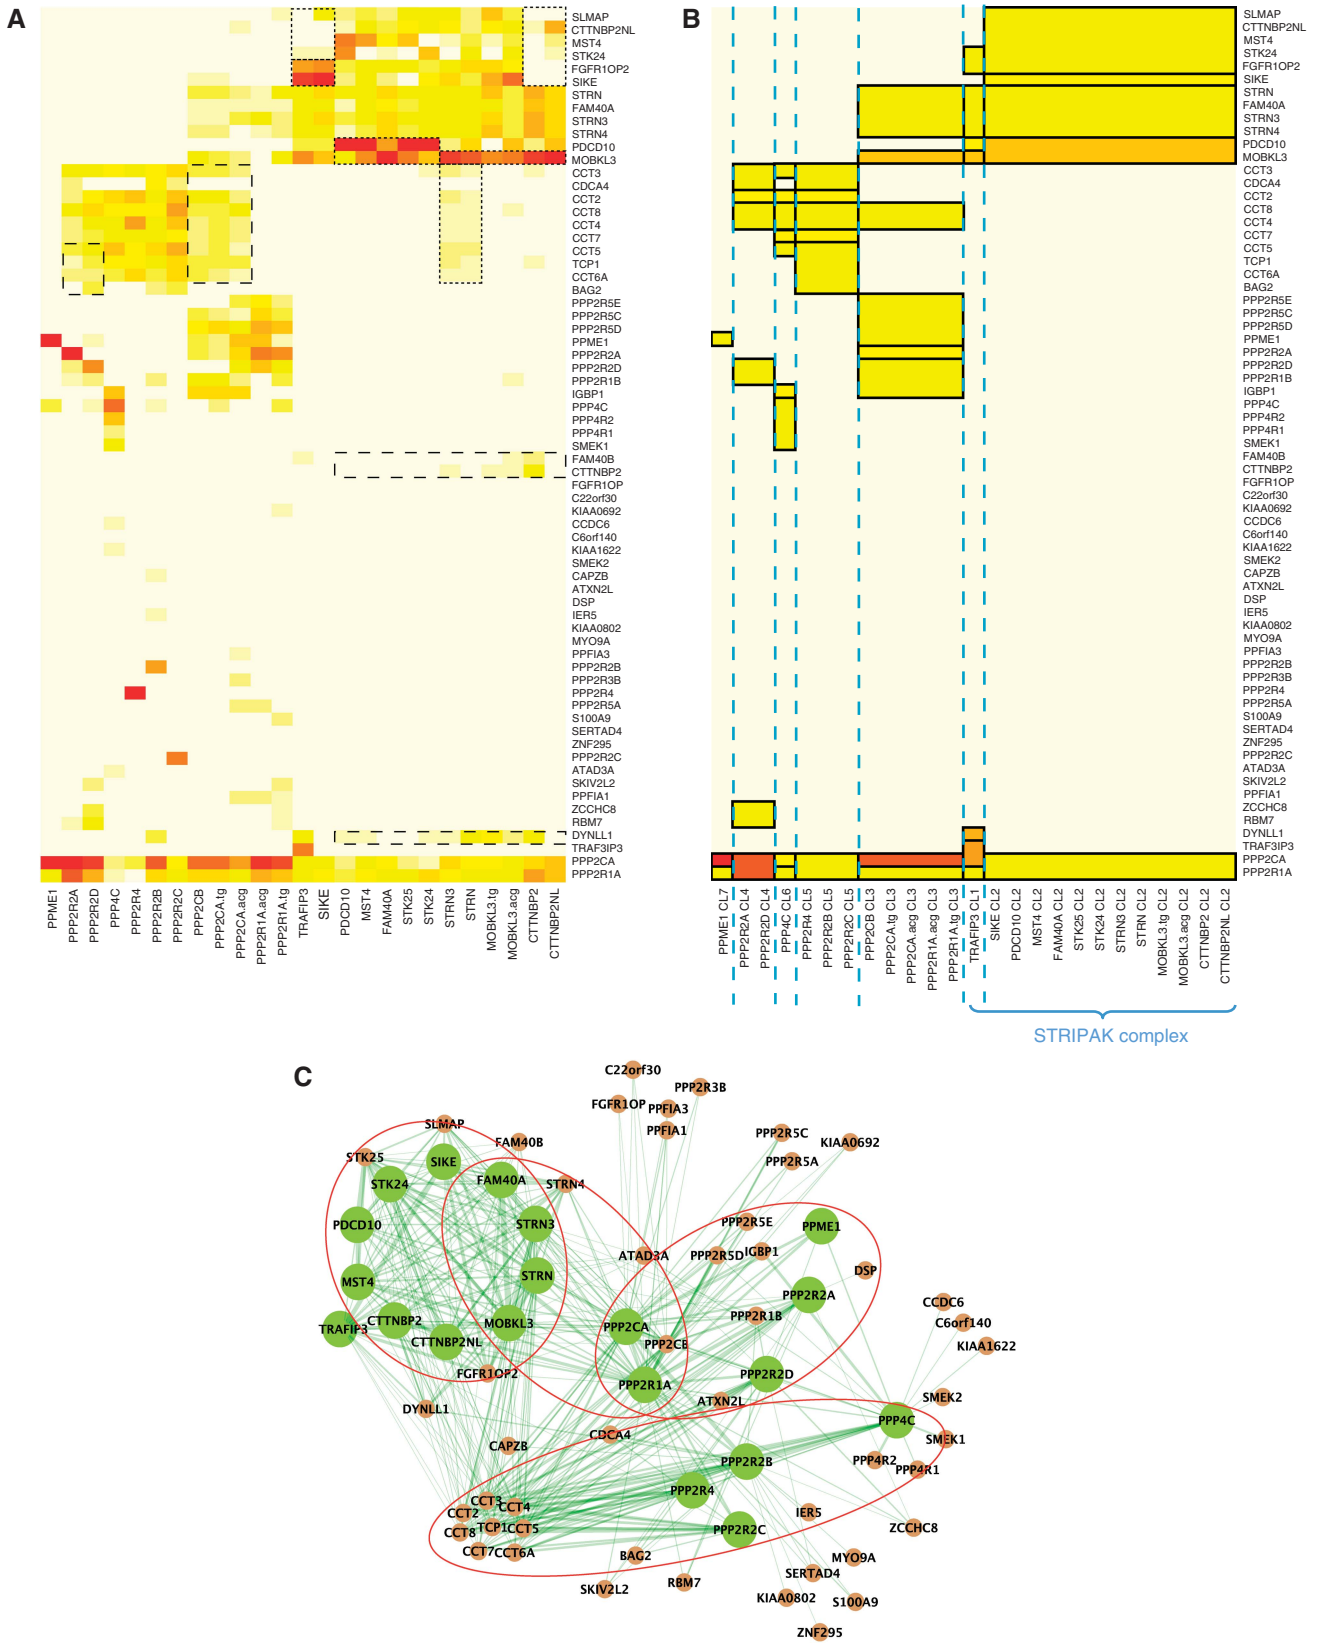 A
SLMAP
CTTNBP2NL
MST4
STK24
FGFR1OP2
SIKE
STRN
FAM40A
STRN3
STRN4
PDCD10
MOBKL3
CCT3
CDCA4
CCT2
CCT8
CCT4
CCT7
CCT5
TCP1
CCT6A
BAG2
PPP2R5E
PPP2R5C
PPP2R5D
PPME1
PPP2R2A
PPP2R2D
PPP2R1B
IGBP1
PPP4C
PPP4R2
PPP4R1
SMEK1
FAM40B
CTTNBP2
FGFR1OP
C22orf30
KIAA0692
CCDC6
C6orf140
KIAA1622
SMEK2
CAPZB
ATXN2L
DSP
IER5
KIAA0802
MYO9A
PPFIA3
PPP2R2B
PPP2R3B
PPP2R4
PPP2R5A
S100A9
SERTAD4
ZNF295
PPP2R2C
ATAD3A
SKIV2L2
PPFIA1
ZCCHC8
RBM7
DYNLL1
TRAF3IP3
PPP2CA
PPP2R1A
PPME1
PPP2R2A
PPP2R2D
PPP4C
PPP2R4
PPP2R2B
PPP2R2C
PPP2CB
PPP2CA.tg
PPP2CA.acg
PPP2R1A.acg
PPP2R1A.tg
TRAFIP3
SIKE
PDCD10
MST4
FAM40A
STK25
STK24
STRN3
STRN
MOBKL3.tg
MOBKL3.acg
CTTNBP2
CTTNBP2NL
B
SLMAP
CTTNBP2NL
MST4
STK24
FGFR1OP2
SIKE
STRN
FAM40A
STRN3
STRN4
PDCD10
MOBKL3
CCT3
CDCA4
CCT2
CCT8
CCT4
CCT7
CCT5
TCP1
CCT6A
BAG2
PPP2R5E
PPP2R5C
PPP2R5D
PPME1
PPP2R2A
PPP2R2D
PPP2R1B
IGBP1
PPP4C
PPP4R2
PPP4R1
SMEK1
FAM40B
CTTNBP2
FGFR1OP
C22orf30
KIAA0692
CCDC6
C6orf140
KIAA1622
SMEK2
CAPZB
ATXN2L
DSP
IER5
KIAA0802
MYO9A
PPFIA3
PPP2R2B
PPP2R3B
PPP2R4
PPP2R5A
S100A9
SERTAD4
ZNF295
PPP2R2C
ATAD3A
SKIV2L2
PPFIA1
ZCCHC8
RBM7
DYNLL1
TRAF3IP3
PPP2CA
PPP2R1A
PPME1 CL7
PPP2R2A CL4
PPP2R2D CL4
PPP4C CL6
PPP2R4 CL5
PPP2R2B CL5
PPP2R2C CL5
PPP2CB CL3
PPP2CA.tg CL3
PPP2CA.acg CL3
PPP2R1A.acg CL3
PPP2R1A.tg CL3
TRAFIP3 CL1
SIKE CL2
PDCD10 CL2
MST4 CL2
FAM40A CL2
STK25 CL2
STK24 CL2
STRN3 CL2
STRN CL2
MOBKL3.tg CL2
MOBKL3.acg CL2
CTTNBP2 CL2
CTTNBP2NL CL2
STRIPAK complex
C
C22orf30
PPP2R3B
FGFR1OP
PPFIA3
PPFIA1
SLMAP
FAM40B
PPP2R5C
KIAA0692
STK25
SIKE
PPP2R5A
STK24
FAM40A
STRN4
PDCD10
STRN3
PPP2R5E
PPME1
ATAD3A
PPP2R5D
IGBP1
DSP
MST4
STRN
PPP2R2A
CCDC6
TRAFIP3
CTTNBP2
MOBKL3
PPP2CA
PPP2R1B
C6orf140
CTTNBP2NL
PPP2CB
KIAA1622
FGFR1OP2
PPP2R1A
PPP2R2D
ATXN2L
SMEK2
DYNLL1
PPP4C
CDCA4
SMEK1
CAPZB
PPP2R2B
PPP4R2
PPP4R1
PPP2R4
CCT3
CCT4
CCT2
IER5
TCP1
CCT5
CCT8
PPP2R2C
ZCCHC8
CCT7
CCT6A
BAG2
MYO9A
SERTAD4
RBM7
SKIV2L2
KIAA0802
S100A9
ZNF295